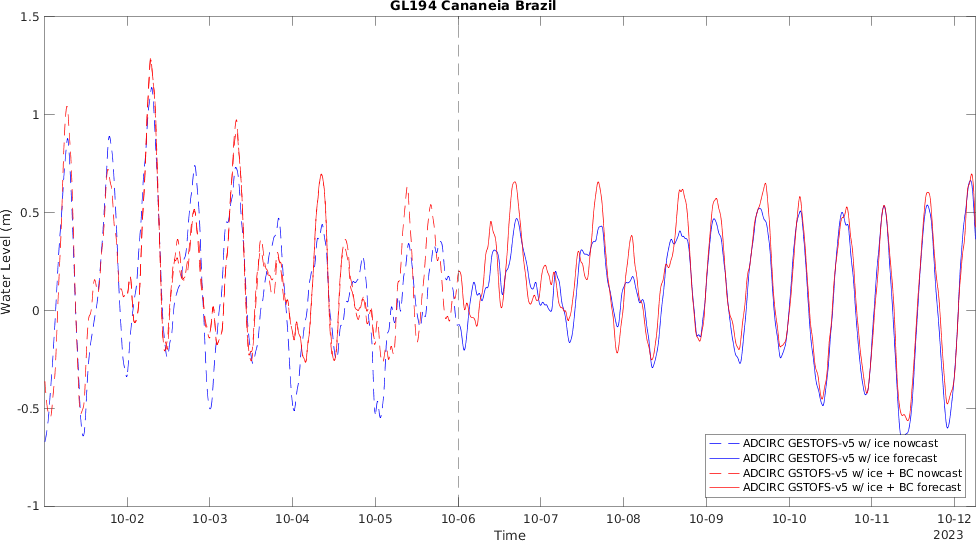 GL194 Cananeia Brazil
1.5
1
0.5
0
-0.5
-1
Water Level (m)
10-02 10-03 10-04 10-05 10-06 10-07 10-08 10-09 10-10 10-11 10-12
2023
Time
ADCIRC GESTOFS-v5 w/ ice nowcast
ADCIRC GESTOFS-v5 w/ ice forecast
ADCIRC GSTOFS-v5 w/ ice + BC nowcast
ADCIRC GSTOFS-v5 w/ ice + BC forecast